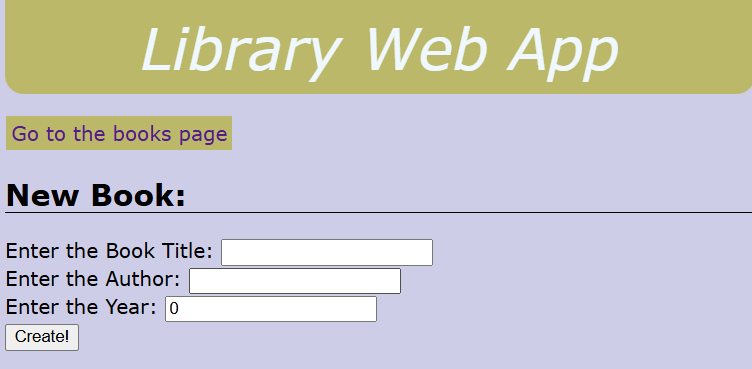 Library Web App
Go to the books page
New Book:
Enter the Book Title:
Enter the Author:
Enter the Year: 0
Create!